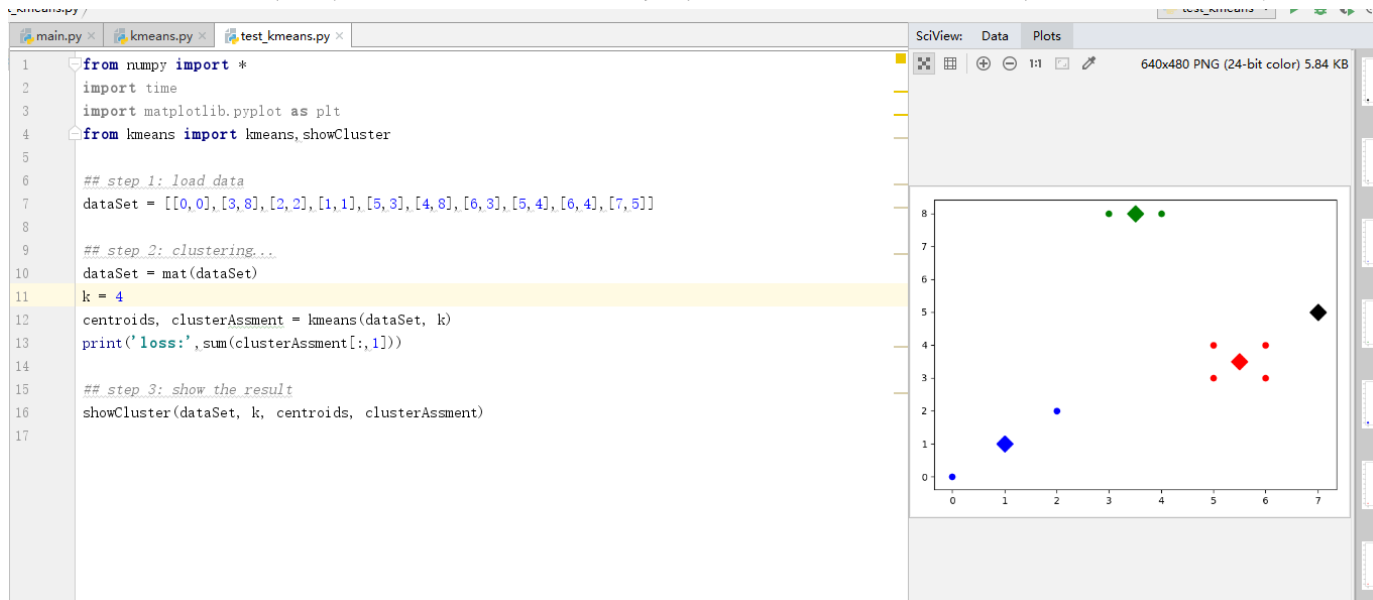 t_kmeans.py
test_kmeans
main.py
kmeans.py
test_kmeans.py
SciView: Data Plots
1:1
640x480 PNG (24-bit color) 5.84 KB
1 from numpy import *
2 import time
3 import matplotlib.pyplot as plt
4 from kmeans import kmeans,showCluster
5
6 ## step 1: load data
7 dataSet = [[0,0],[3,8],[2,2],[1,1],[5,3],[4,8],[6,3],[5,4],[6,4],[7,5]]
8
9 ## step 2: clustering...
10 dataSet = mat(dataSet)
11 k = 4
12 centroids, clusterAssment = kmeans(dataSet, k)
13 print('loss:',sum(clusterAssment[:,1]))
14
15 ## step 3: show the result
16 showCluster(dataSet, k, centroids, clusterAssment)
17
8
7
6
5
4
3
2
1
0
0 1 2 3 4 5 6 7